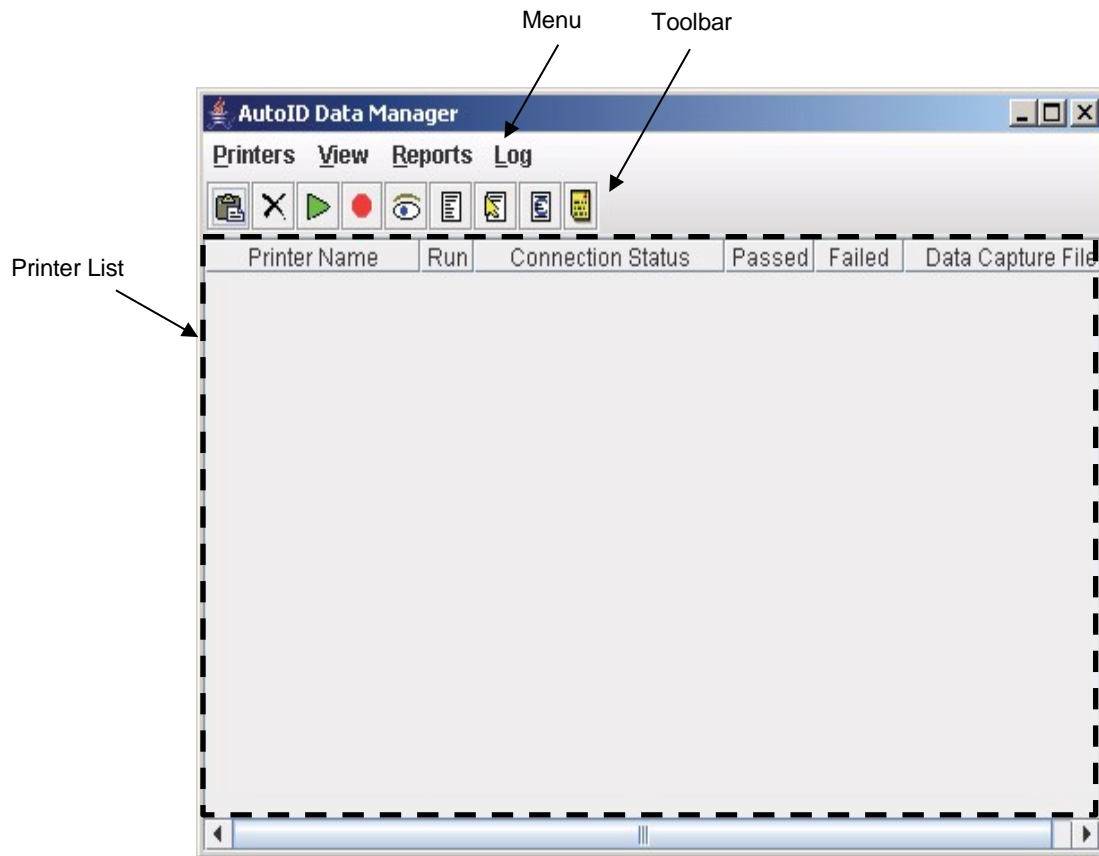 Menu
Toolbar
AutoID Data Manager
Printers View Reports Log
Printer List
Printer Name Run Connection Status Passed Failed Data Capture File